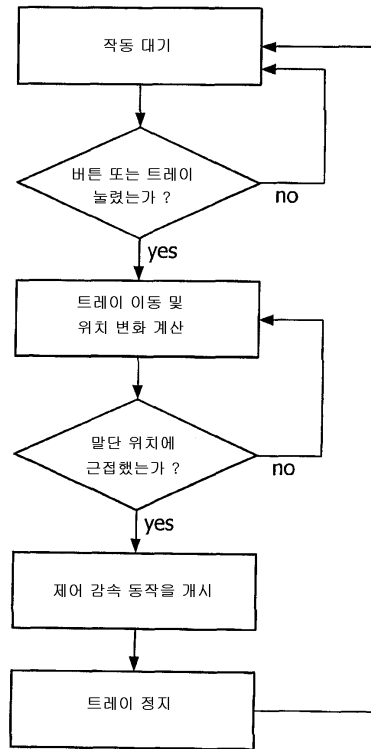 작동 대기
버튼 또는 트레이
눌렸는가 ?
no
yes
트레이 이동 및
위치 변화 계산
말단 위치에
근접했는가 ?
no
yes
제어 감속 동작을 개시
트레이 정지